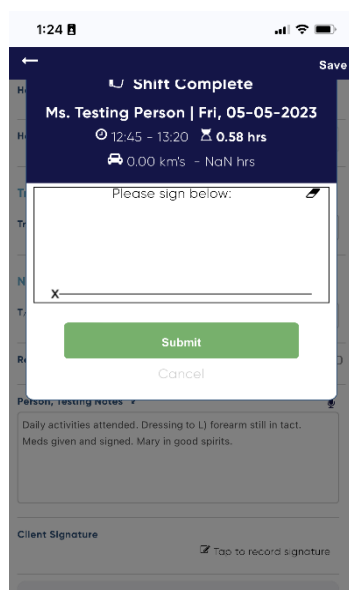 1:24
Save
Shift Complete
Ms. Testing Person | Fri, 05-05-2023
12:45 - 13:20 0.58 hrs
0.00 km's - NaN hrs
Please sign below:
X
Submit
Cancel
Person, Testing Notes
Daily activities attended. Dressing to L) forearm still in tact.
Meds given and signed. Mary in good spirits.
Client Signature
Tap to record signature